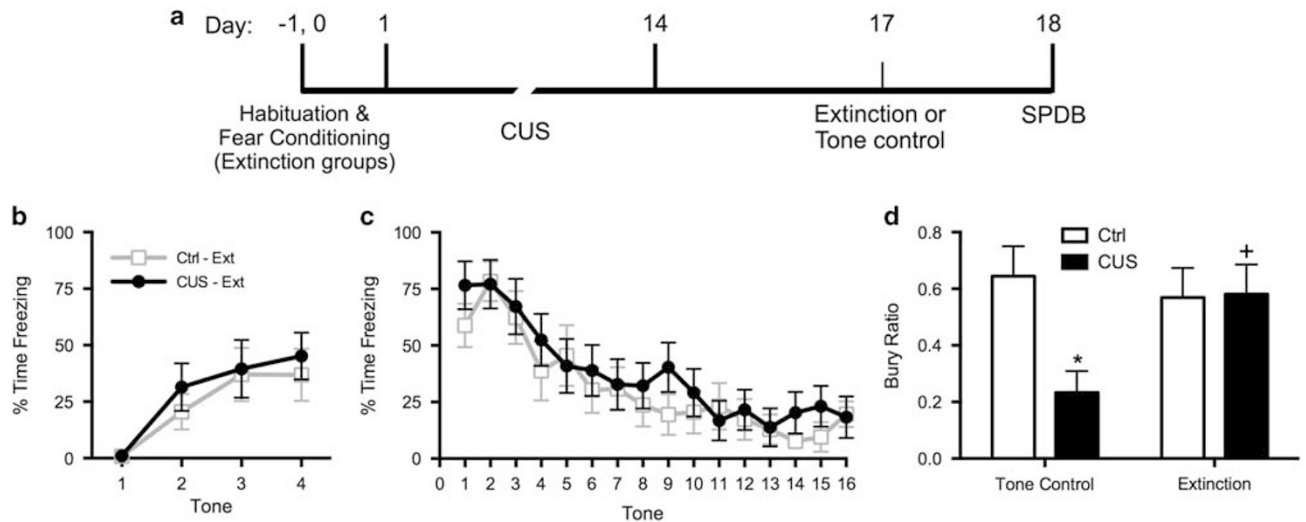 a
Day: -1, 0 1 14 17 18
Habituation &
Fear Conditioning
(Extinction groups)
CUS
Extinction or
Tone control
SPDB
b
100
75
50
25
0
% Time Freezing
Ctrl - Ext
CUS - Ext
1 2 3 4
Tone
c
100
75
50
25
0
% Time Freezing
0 1 2 3 4 5 6 7 8 9 10 11 12 13 14 15 16
Tone
d
0.8
0.6
0.4
0.2
0.0
Bury Ratio
Ctrl
CUS
*
+
Tone Control Extinction